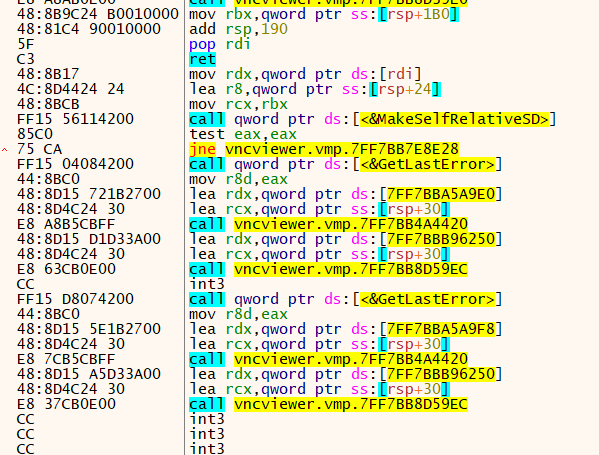 48:8B9C24 B0010000 mov rbx,qword ptr ss:[rsp+1B0]
48:81C4 90010000 add rsp,190
5F pop rdi
C3 ret
48:8B17 mov rdx,qword ptr ds:[rdi]
4C:8D4424 24 lea r8,qword ptr ss:[rsp+24]
48:8BCB mov rcx,rbx
FF15 56114200 call qword ptr ds:[<&MakeSelfRelativeSD>]
85C0 test eax,eax
75 CA jne vncviewer.vmp.7FF7BB7E8E28
FF15 04084200 call qword ptr ds:[<&GetLastError>]
44:8BC0 mov r8d,eax
48:8D15 721B2700 lea rdx,qword ptr ds:[7FF7BBA5A9E0]
48:8D4C24 30 lea rcx,qword ptr ss:[rsp+30]
E8 A8B5CBFF call vncviewer.vmp.7FF7BB4A4420
48:8D15 D1D33A00 lea rdx,qword ptr ds:[7FF7BBB96250]
48:8D4C24 30 lea rcx,qword ptr ss:[rsp+30]
E8 63CB0E00 call vncviewer.vmp.7FF7BB8D59EC
CC int3
FF15 D8074200 call qword ptr ds:[<&GetLastError>]
44:8BC0 mov r8d,eax
48:8D15 5E1B2700 lea rdx,qword ptr ds:[7FF7BBA5A9F8]
48:8D4C24 30 lea rcx,qword ptr ss:[rsp+30]
E8 7CB5CBFF call vncviewer.vmp.7FF7BB4A4420
48:8D15 A5D33A00 lea rdx,qword ptr ds:[7FF7BBB96250]
48:8D4C24 30 lea rcx,qword ptr ss:[rsp+30]
E8 37CB0E00 call vncviewer.vmp.7FF7BB8D59EC
CC int3
CC int3
CC int3